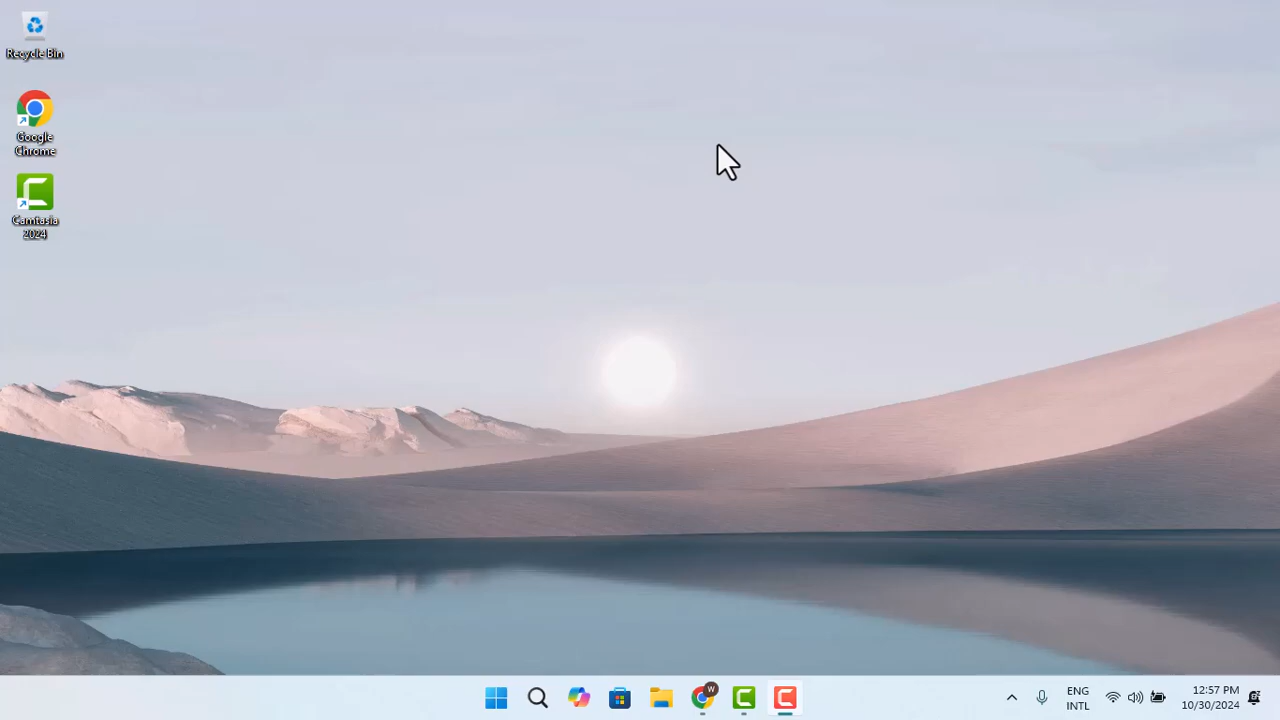 Recycle Bin
Google
Chrome
Camtasia
2024
W
ENG
INTL
12:57 PM
10/30/2024